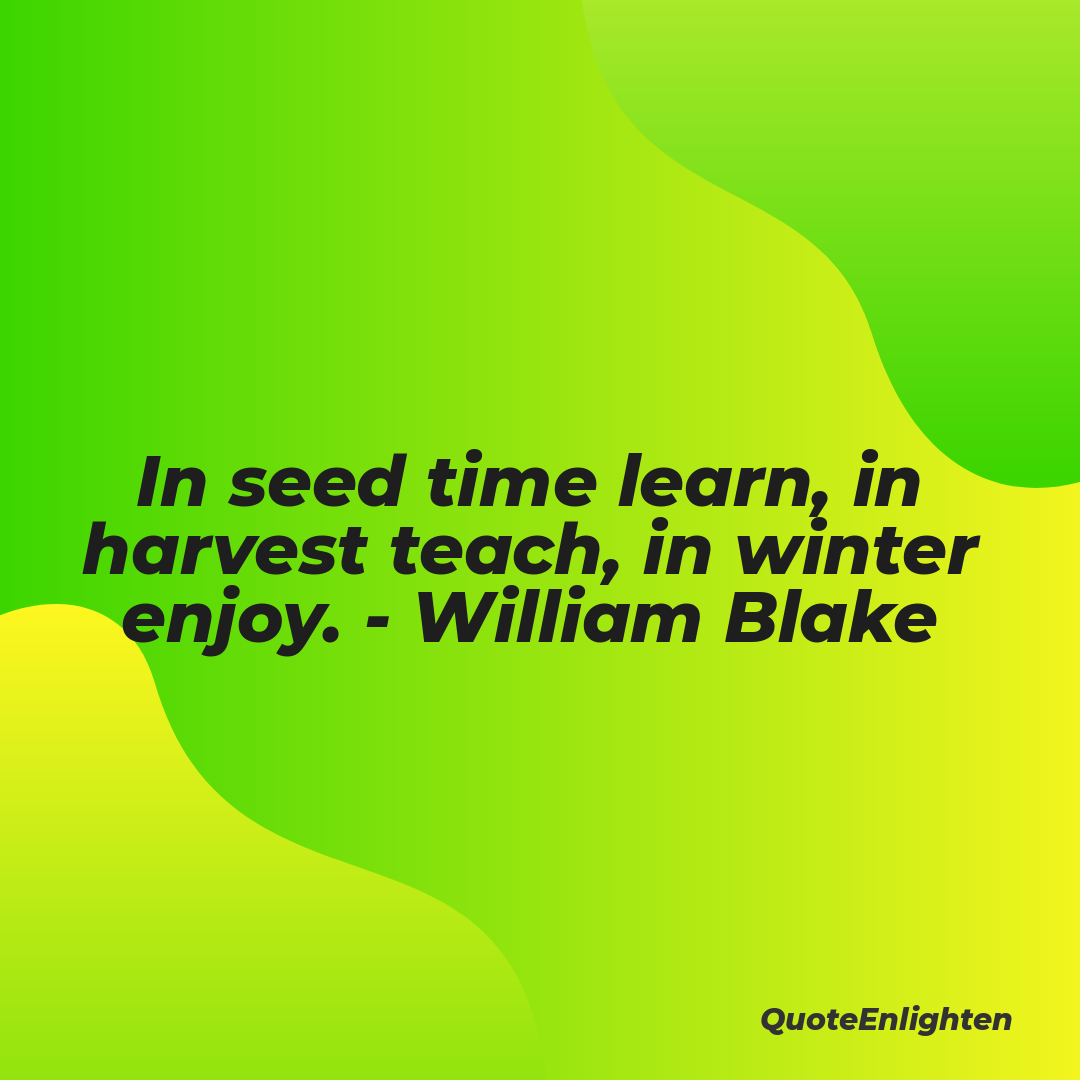 In seed time learn, in
harvest teach, in winter
enjoy. - William Blake
QuoteEnlighten